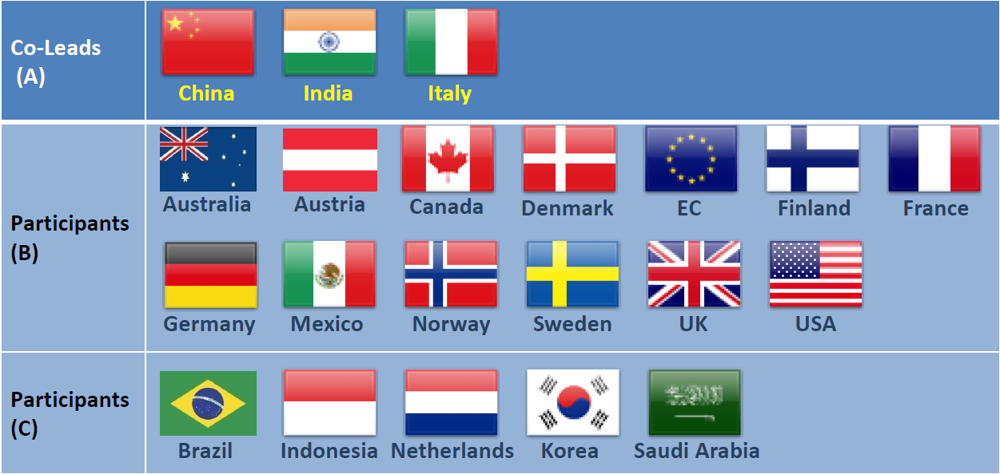 Co-Leads
(A)
China India Italy
Participants
(B)
Australia Austria Canada Denmark EC Finland France
Germany Mexico Norway Sweden UK USA
Participants
(C)
Brazil Indonesia Netherlands Korea Saudi Arabia